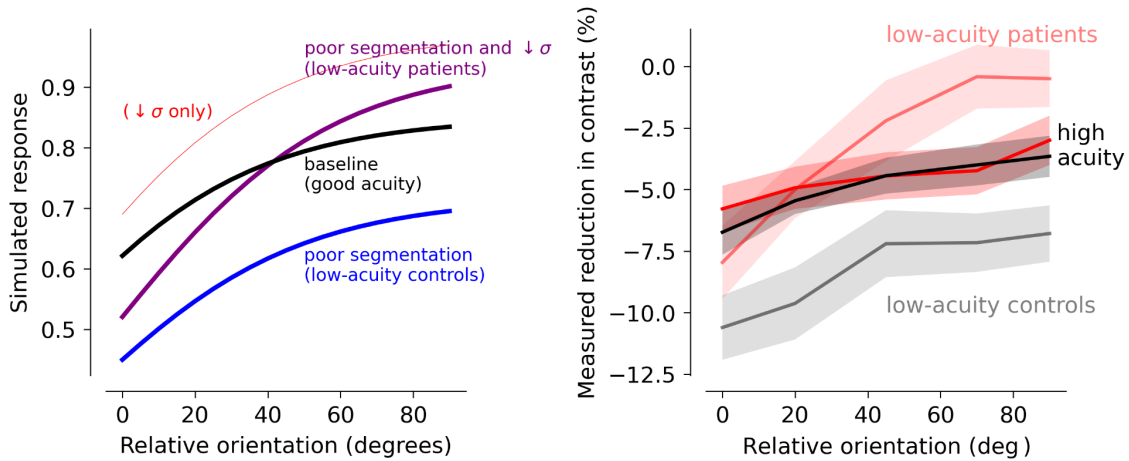 Simulated response
0.9
0.8
0.7
0.6
0.5
poor segmentation and ↓ σ
(low-acuity patients)
(↓ σ only)
baseline
(good acuity)
poor segmentation
(low-acuity controls)
0 20 40 60 80
Relative orientation (degrees)
Measured reduction in contrast (%)
0.0
−2.5
−5.0
−7.5
−10.0
−12.5
low-acuity patients
high
acuity
low-acuity controls
0 20 40 60 80
Relative orientation (deg )